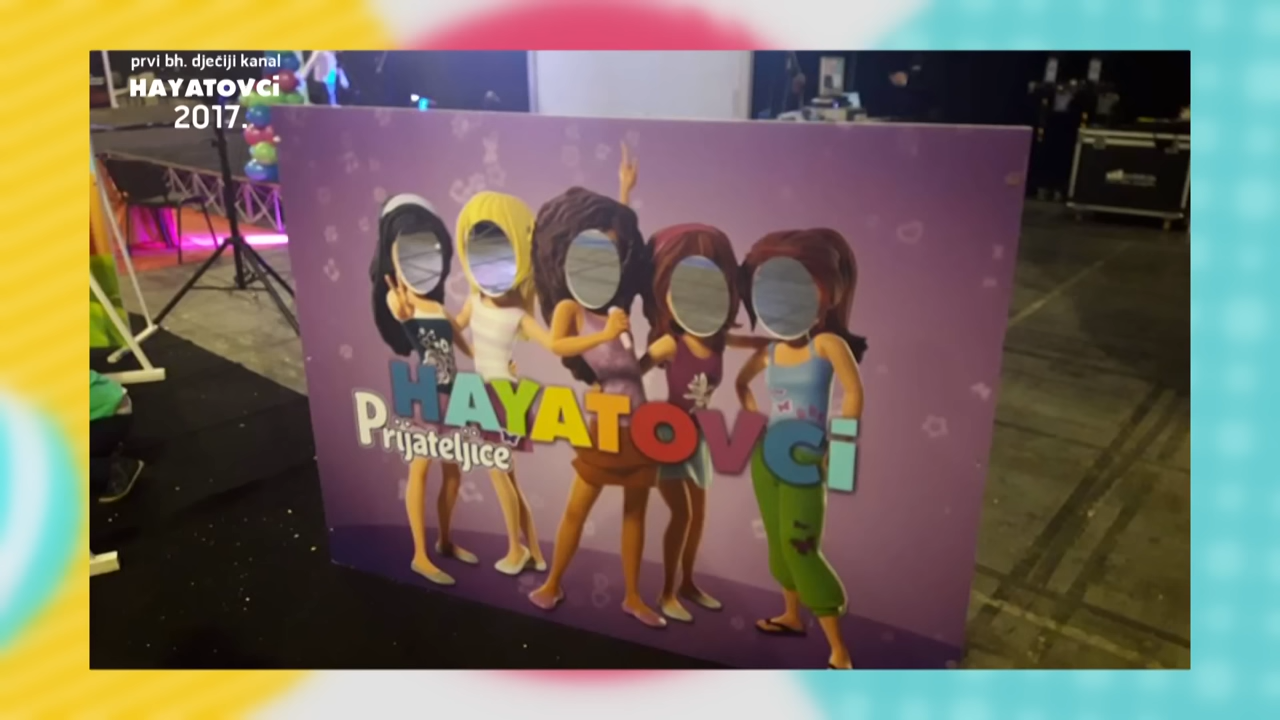 prvi bh. dječiji kanal
HAYATOVCi
2017.
HAYATOVCi
Prijateljice